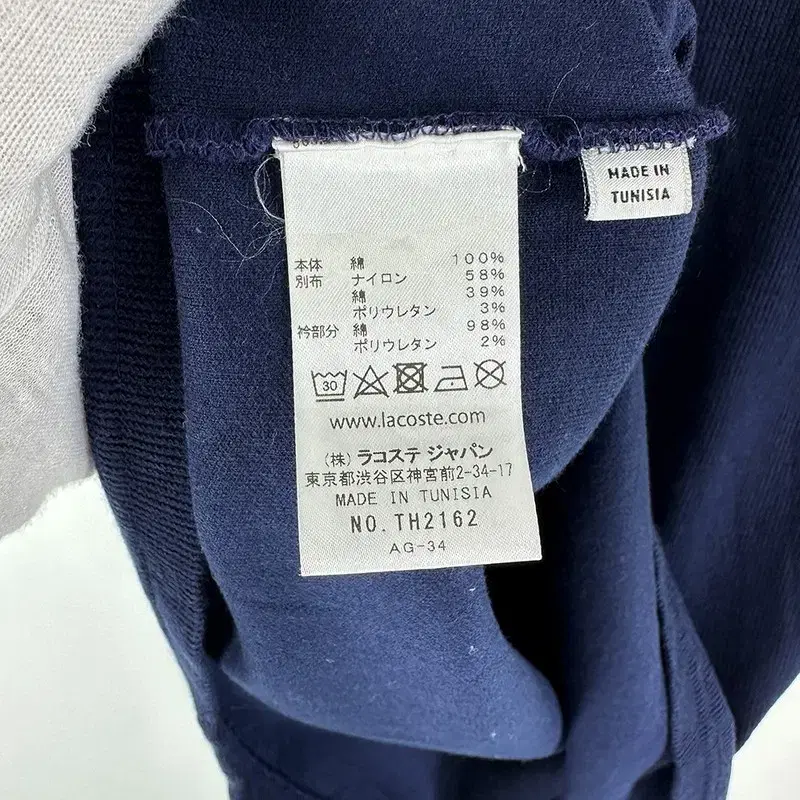 本体 綿 100%
別布 ナイロン 58%
綿 39%
ポリウレタン 3%
衿部分 綿 98%
ポリウレタン 2%
30
www.lacoste.com
(株) ラコステ ジャパン
東京都渋谷区神宮前2-34-17
MADE IN TUNISIA
NO.TH2162
AG-34
MADE IN
TUNISIA